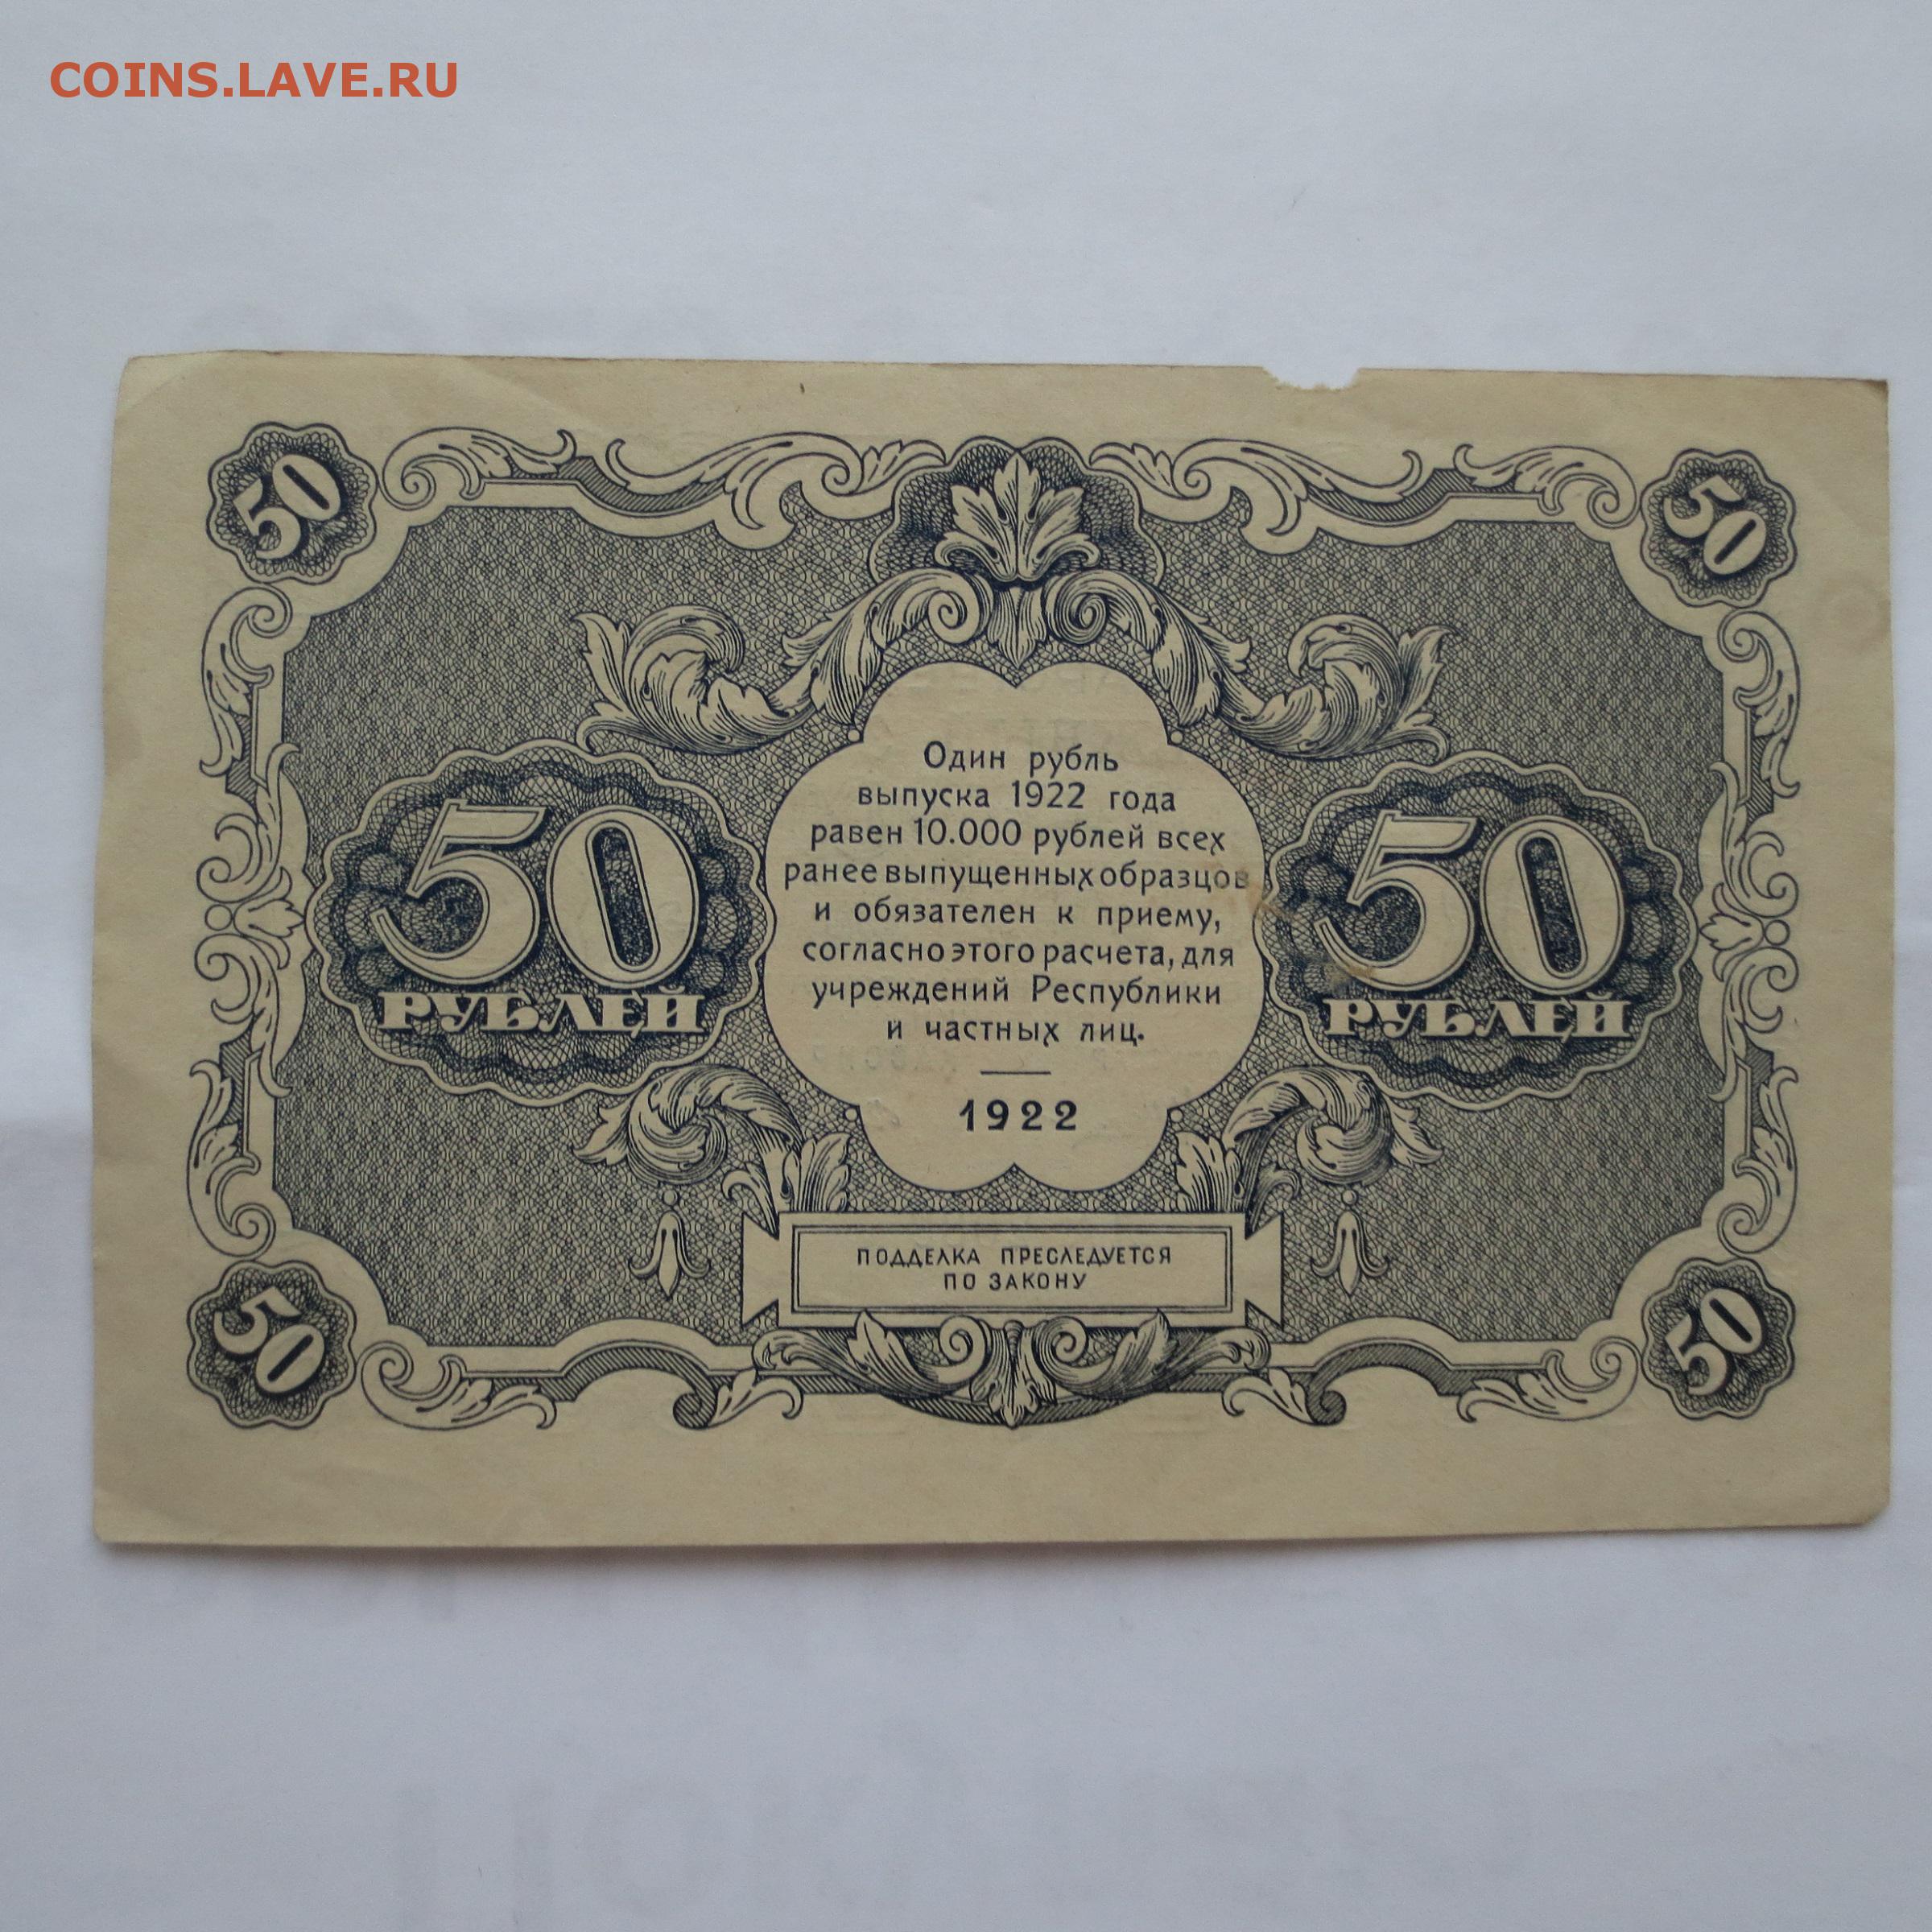 COINS.LAVE.RU
50
50
Один рубль
выпуска 1922 года
равен 10.000 рублей всех
ранее выпущенных образцов
и обязателен к приему,
согласно этого расчета, для
учреждений Республики
и частных лиц.
1922
50
РУБЛЕЙ
50
РУБЛЕЙ
ПОДДЕЛКА ПРЕСЛЕДУЕТСЯ
ПО ЗАКОНУ
50
50